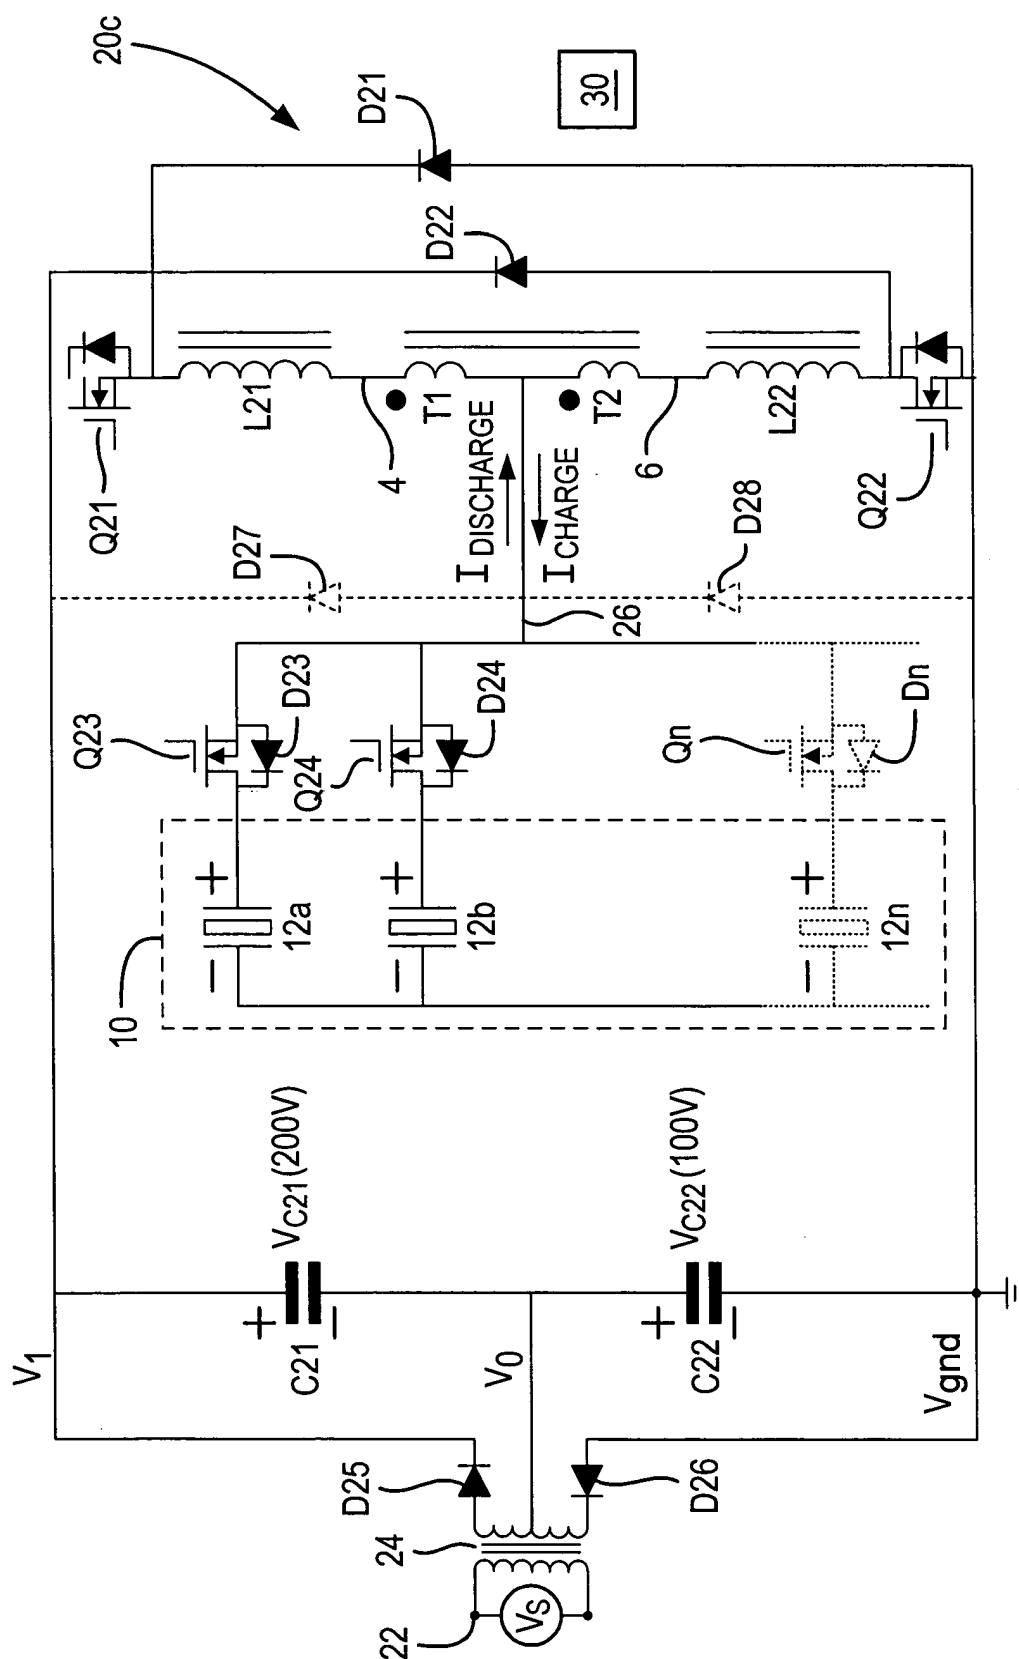 20c
30
D21
D22
Q21
L21
4
T1
T2
6
L22
Q22
I DISCHARGE
I CHARGE
D27
D28
26
Q23
D23
Q24
D24
Qn
Dn
10
+
−
12a
+
−
12b
+
−
12n
V1
VC21(200V)
+
−
C21
V0
VC22(100V)
+
−
C22
Vgnd
D25
D26
24
22
VS